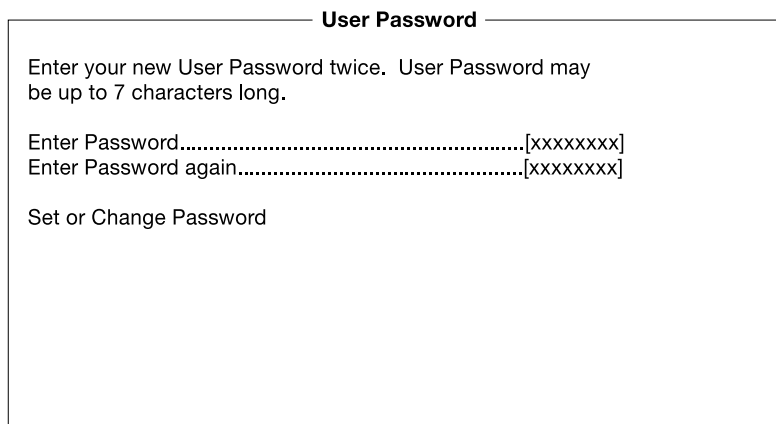 User Password
Enter your new User Password twice.  User Password may
be up to 7 characters long.
Enter Password................................................[xxxxxxxx]
Enter Password again........................................[xxxxxxxx]
Set or Change Password